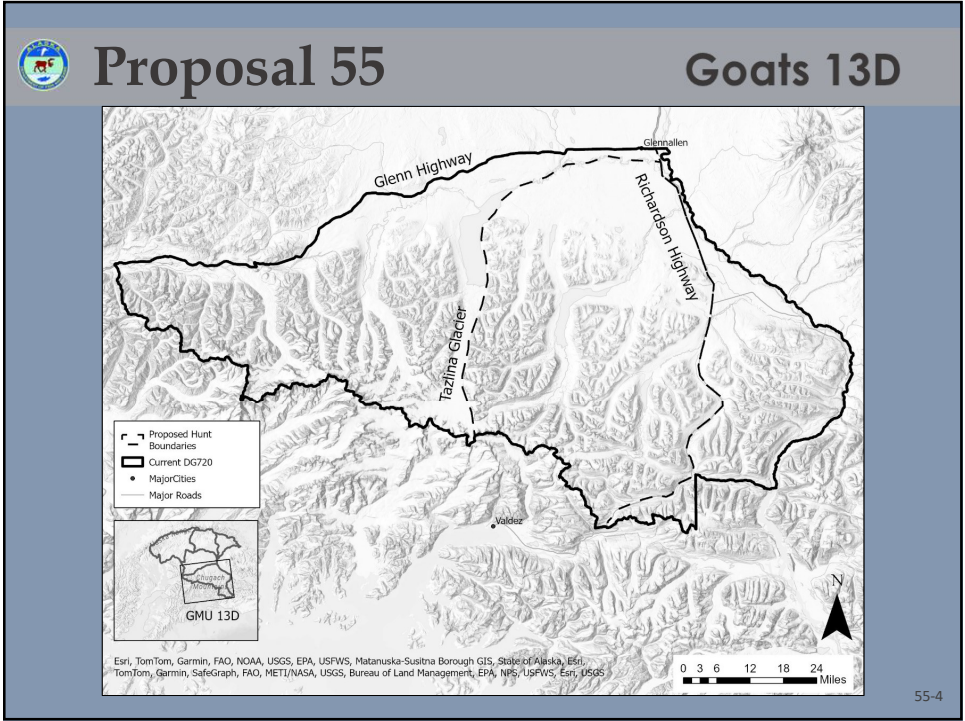 Proposal 55
Goats 13D
Glennallen
Glenn Highway
Richardson Highway
Tazlina Glacier
Proposed Hunt
Boundaries
Current DG720
MajorCities
Major Roads
Valdez
Chugach
Mountains
GMU 13D
N
Esri, TomTom, Garmin, FAO, NOAA, USGS, EPA, USFWS, Matanuska-Susitna Borough GIS, State of Alaska, Esri,
TomTom, Garmin, SafeGraph, FAO, METI/NASA, USGS, Bureau of Land Management, EPA, NPS, USFWS, Esri, USGS
0 3 6 12 18 24
Miles
55-4